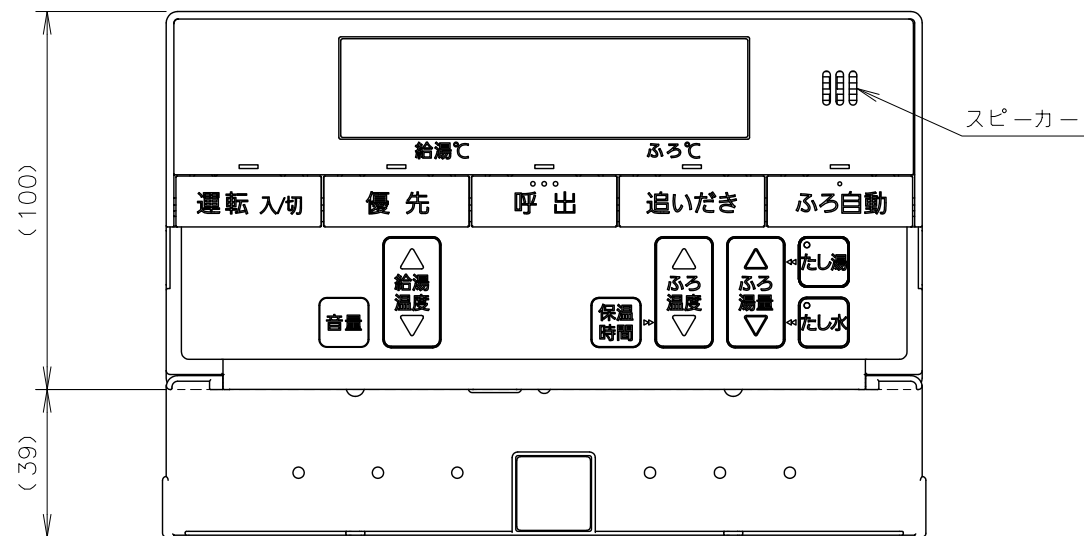 スピーカー
給湯℃
ふろ℃
(100)
運転 入/切
優先
呼出
追いだき
ふろ自動
給湯
温度
ふろ
温度
ふろ
湯量
たし湯
音量
保温
時間
たし水
(39)